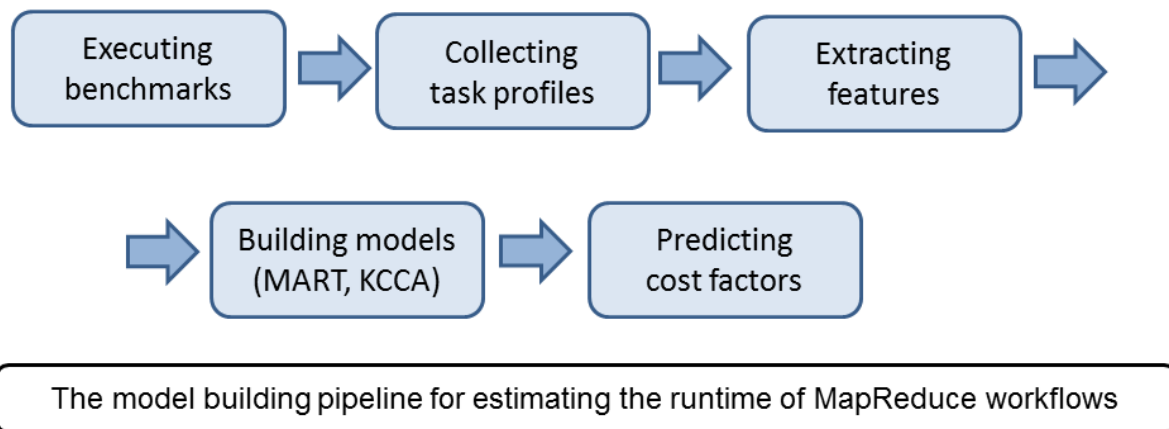 Executing
benchmarks
Collecting
task profiles
Extracting
features
Building models
(MART, KCCA)
Predicting
cost factors
The model building pipeline for estimating the runtime of MapReduce workflows